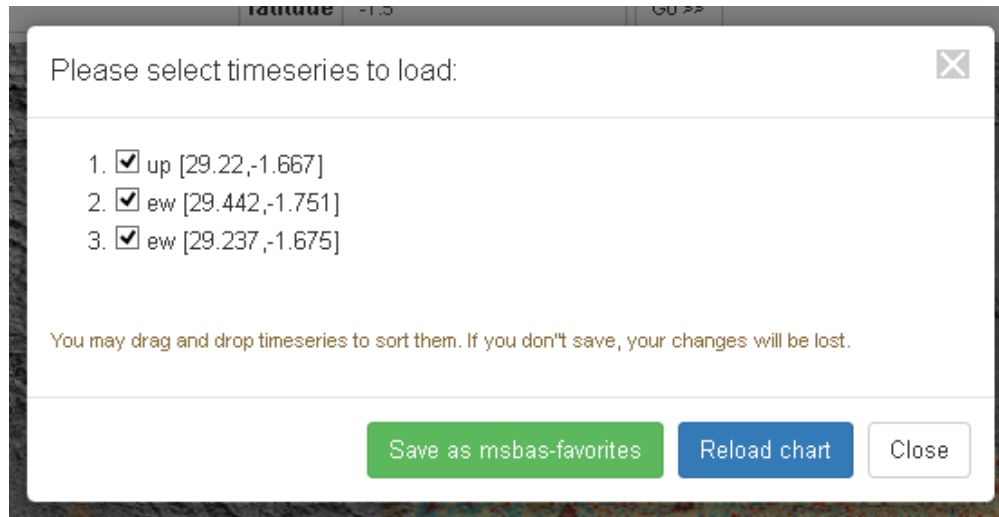 latitude -1.5 Go >>
Please select timeseries to load:
1. up [29.22,-1.667]
2. ew [29.442,-1.751]
3. ew [29.237,-1.675]
You may drag and drop timeseries to sort them. If you don"t save, your changes will be lost.
Save as msbas-favorites Reload chart Close